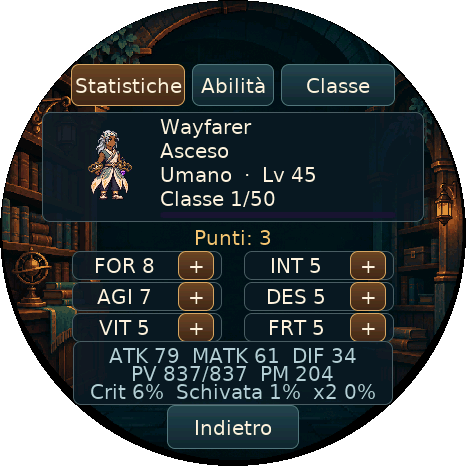 Statistiche Abilità Classe
Wayfarer
Asceso
Umano · Lv 45
Classe 1/50
Punti: 3
FOR 8 + INT 5 +
AGI 7 + DES 5 +
VIT 5 + FRT 5 +
ATK 79 MATK 61 DIF 34
PV 837/837 PM 204
Crit 6% Schivata 1% x2 0%
Indietro